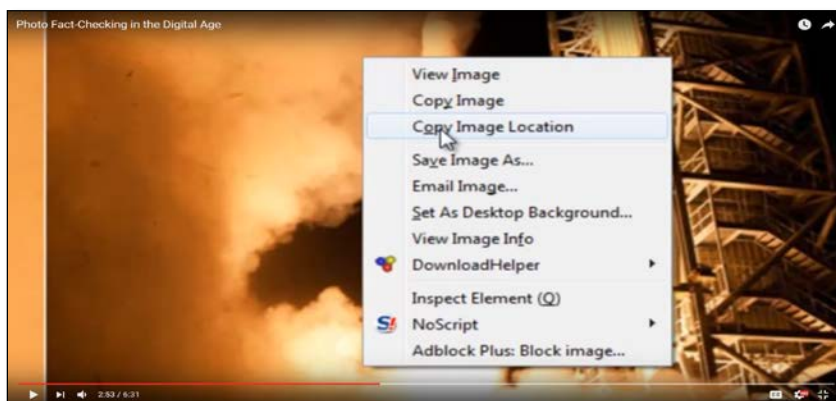 Photo Fact-Checking in the Digital Age
View Image
Copy Image
Copy Image Location
Save Image As...
Email Image...
Set As Desktop Background...
View Image Info
DownloadHelper
Inspect Element (Q)
S! NoScript
Adblock Plus: Block image...
2:53 / 6:31